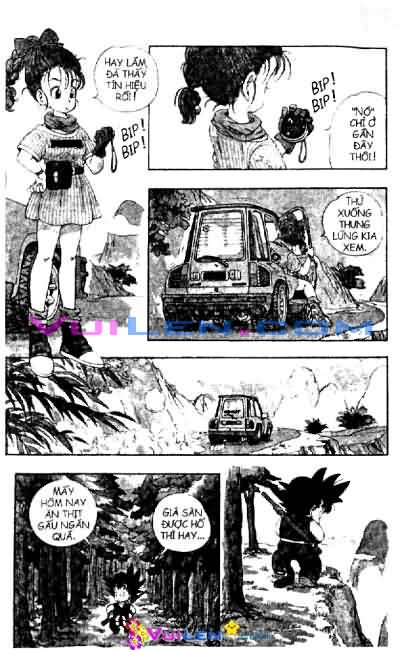 HAY LẮM
ĐÃ THẤY
TÍN HIỆU
RỒI!
BIP!
BIP!
BIP!
BIP!
"NÓ"
CHỈ Ở
GẦN
ĐÂY
THÔI!
THỬ
XUỐNG
THUNG
LŨNG KIA
XEM.
VUILEN.COM
MẤY
HÔM NAY
ĂN THỊT
GẤU NGÁN
QUÁ.
GIÁ SĂN
ĐƯỢC HỔ
THÌ HAY...
VUILEN